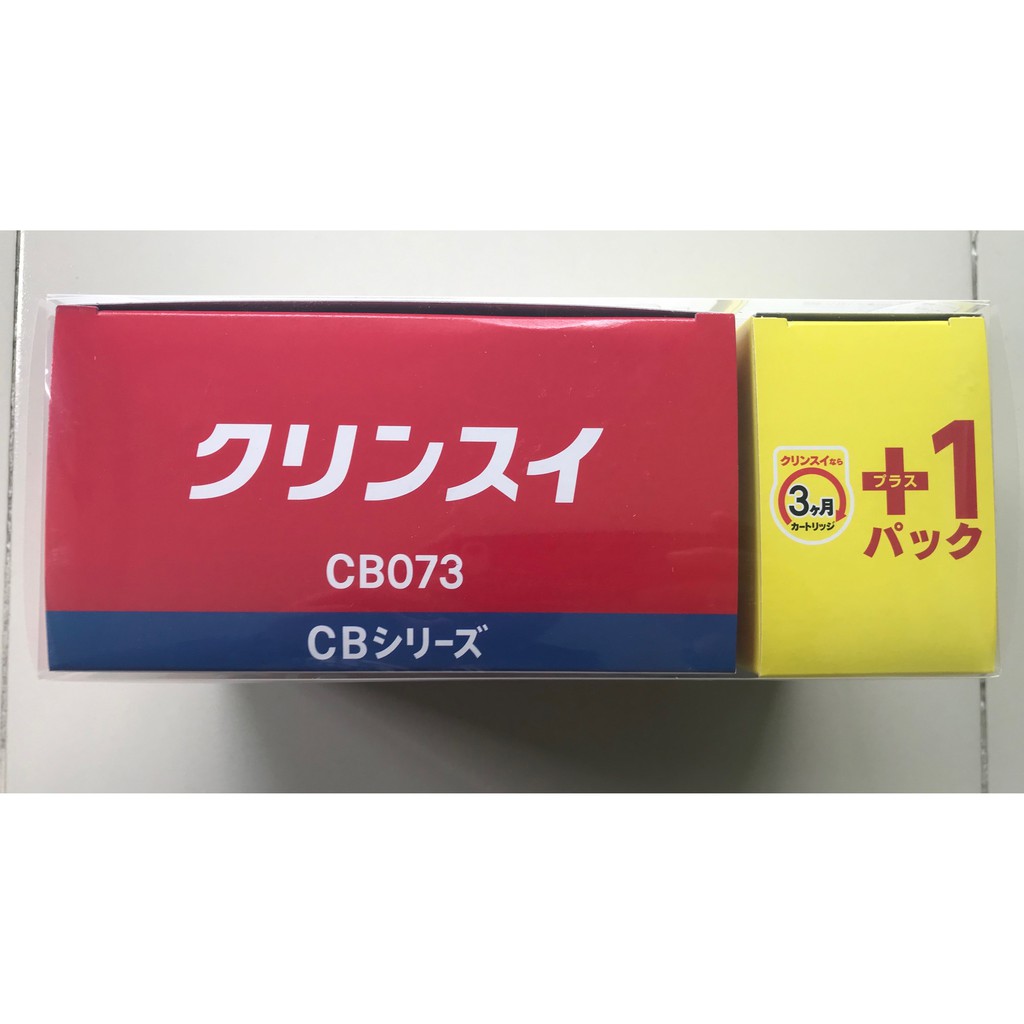 クリンスイ
CB073
CBシリーズ
クリンスイなら
3ヶ月
カートリッジ
+1
プラス
パック